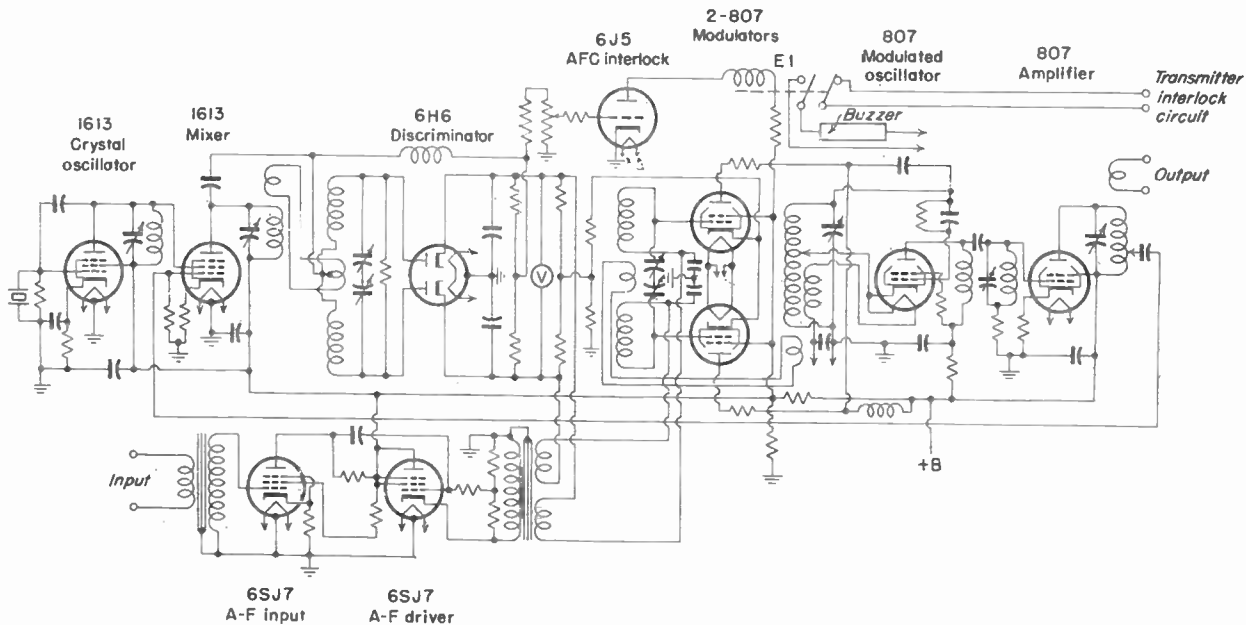 2-807
Modulators
6J5
AFC interlock
E1
807
Modulated
oscillator
807
Amplifier
Transmitter
interlock
circuit
1613
Crystal
oscillator
1613
Mixer
6H6
Discriminator
Buzzer
Output
V
+B
Input
6SJ7
A-F input
6SJ7
A-F driver